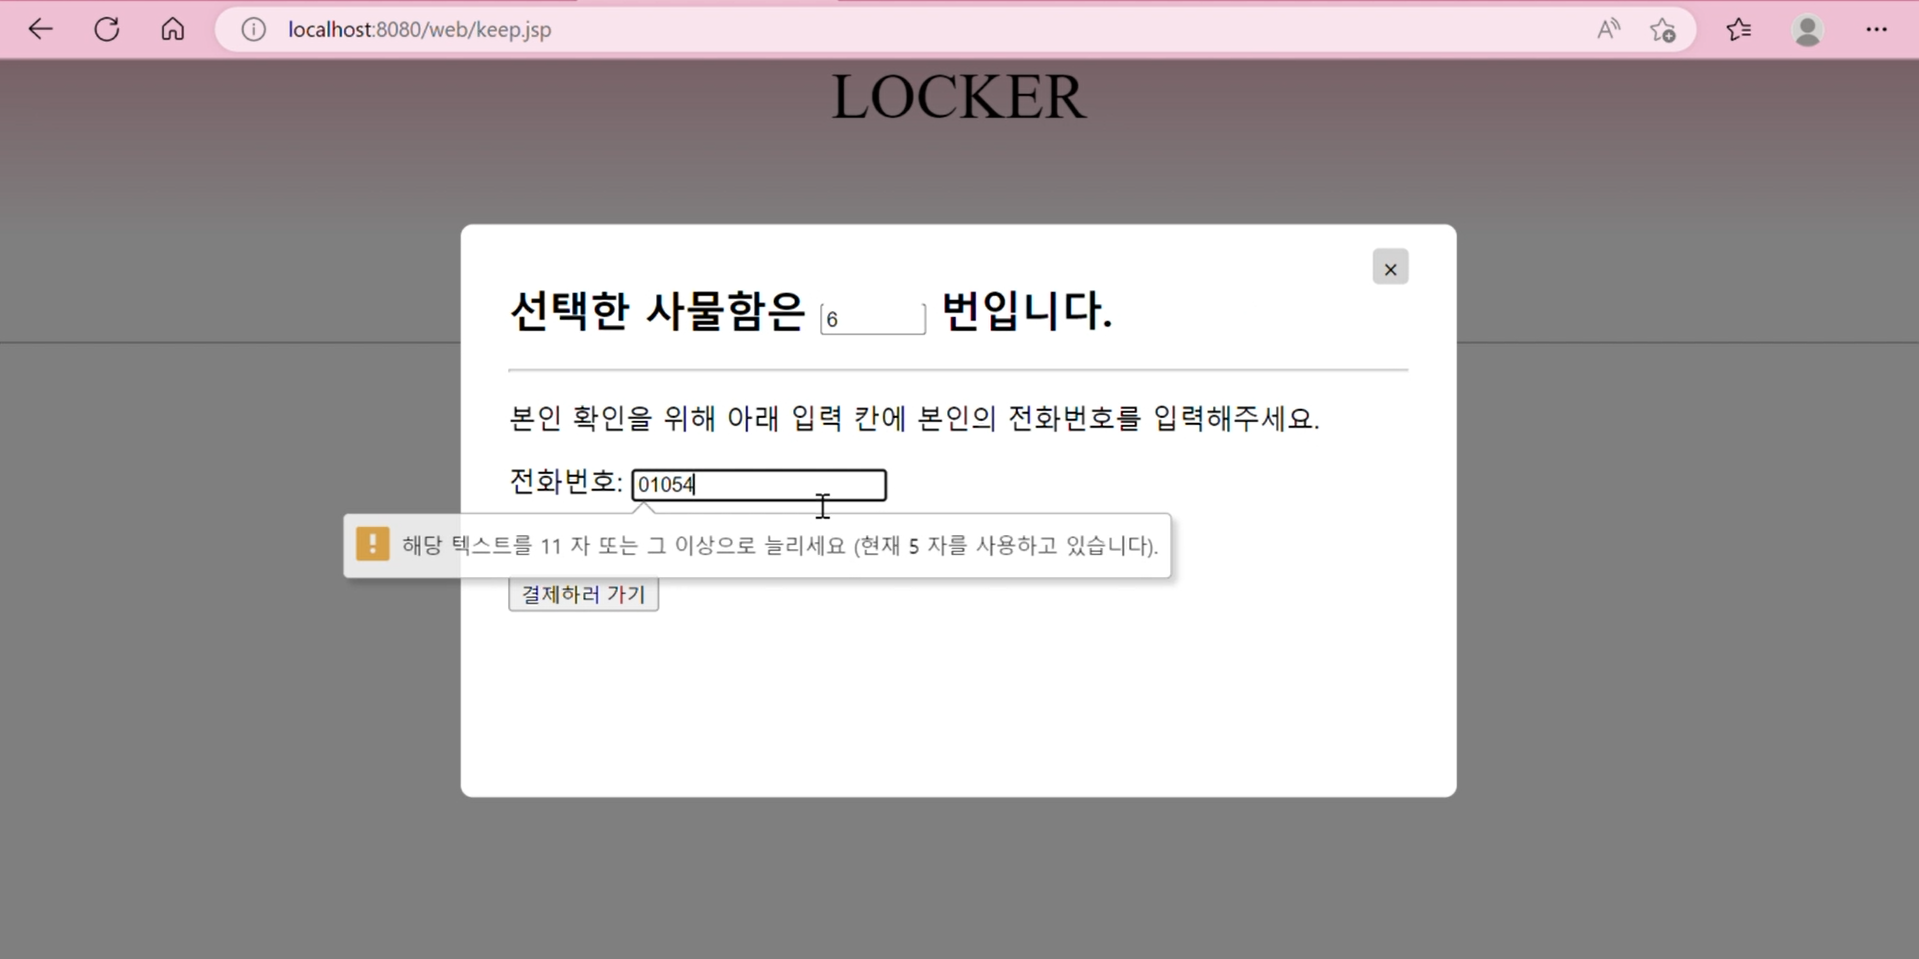 localhost:8080/web/keep.jsp
LOCKER
×
선택한 사물함은 6 번입니다.
본인 확인을 위해 아래 입력 칸에 본인의 전화번호를 입력해주세요.
전화번호: 01054
! 해당 텍스트를 11 자 또는 그 이상으로 늘리세요 (현재 5 자를 사용하고 있습니다).
결제하러 가기